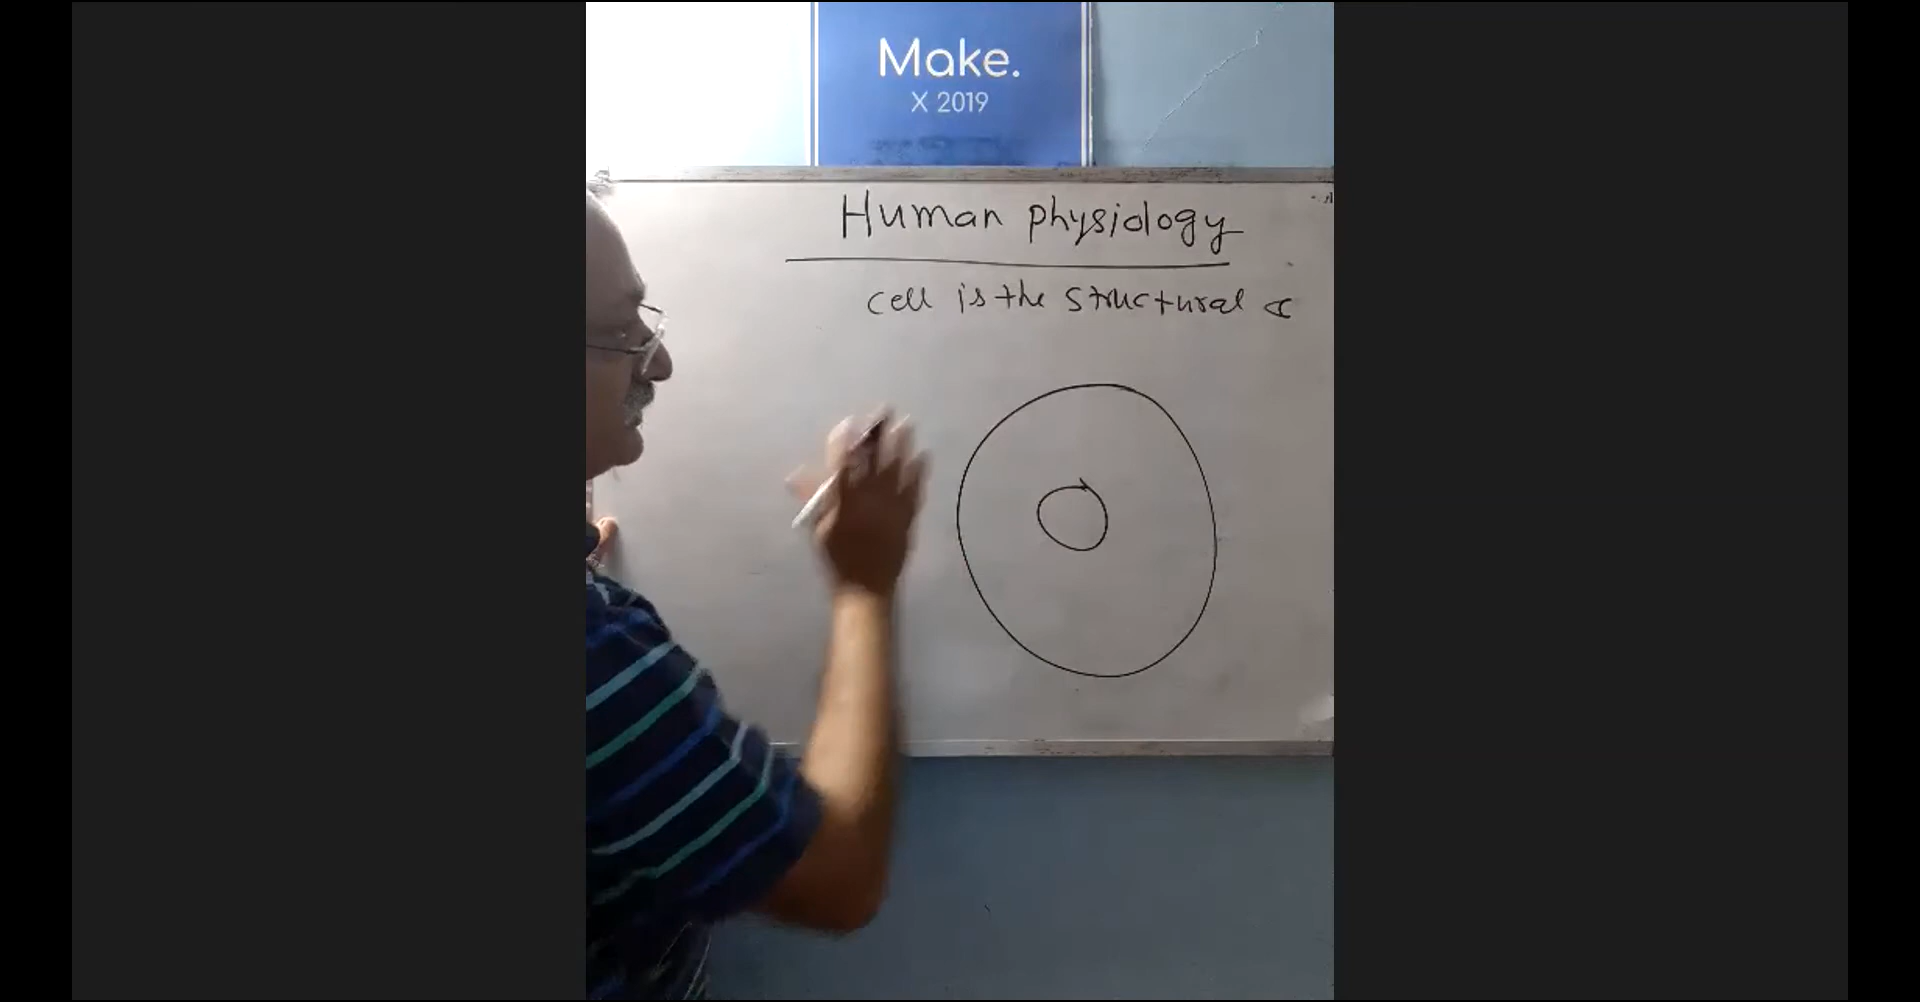 Make.
X 2019
Human physiology
cell is the structural &